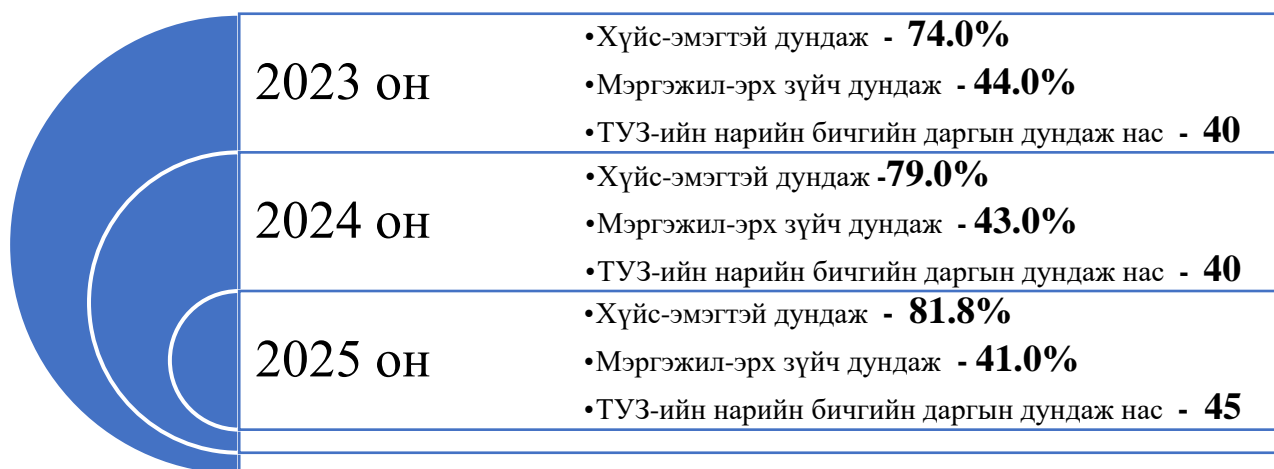 2023 он
•Хүйс-эмэгтэй дундаж - 74.0%
•Мэргэжил-эрх зүйч дундаж - 44.0%
•ТУЗ-ийн нарийн бичгийн даргын дундаж нас - 40
2024 он
•Хүйс-эмэгтэй дундаж -79.0%
•Мэргэжил-эрх зүйч дундаж - 43.0%
•ТУЗ-ийн нарийн бичгийн даргын дундаж нас - 40
2025 он
•Хүйс-эмэгтэй дундаж - 81.8%
•Мэргэжил-эрх зүйч дундаж - 41.0%
•ТУЗ-ийн нарийн бичгийн даргын дундаж нас - 45